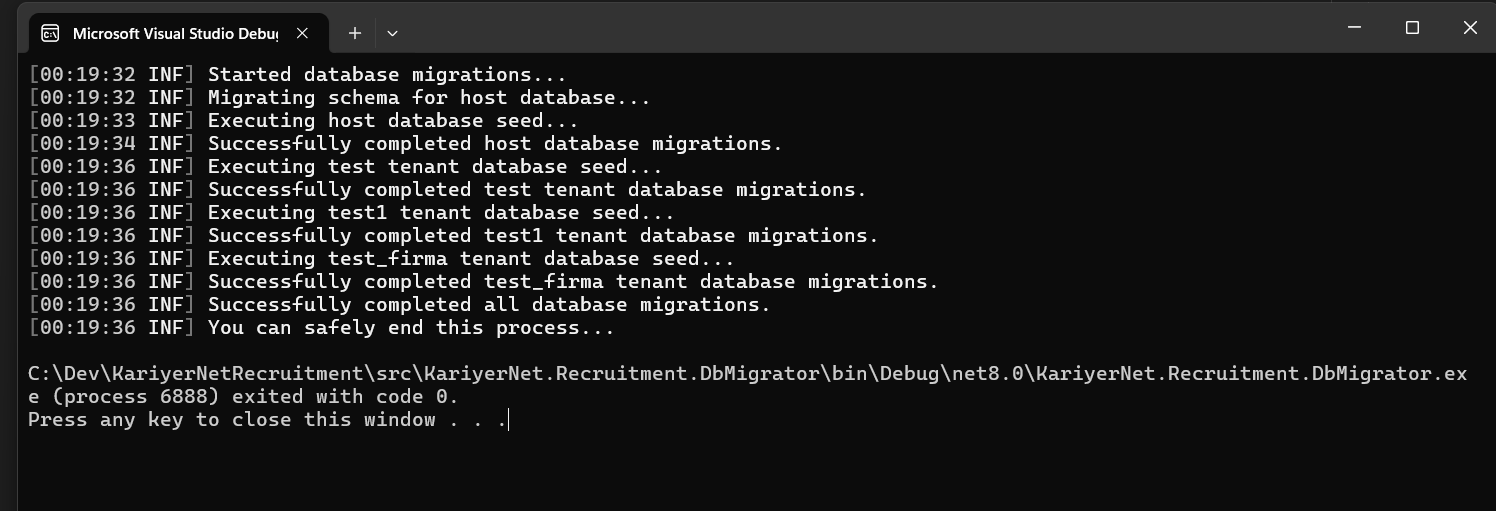 Microsoft Visual Studio Debug
[00:19:32 INF] Started database migrations...
[00:19:32 INF] Migrating schema for host database...
[00:19:33 INF] Executing host database seed...
[00:19:34 INF] Successfully completed host database migrations.
[00:19:36 INF] Executing test tenant database seed...
[00:19:36 INF] Successfully completed test tenant database migrations.
[00:19:36 INF] Executing test1 tenant database seed...
[00:19:36 INF] Successfully completed test1 tenant database migrations.
[00:19:36 INF] Executing test_firma tenant database seed...
[00:19:36 INF] Successfully completed test_firma tenant database migrations.
[00:19:36 INF] Successfully completed all database migrations.
[00:19:36 INF] You can safely end this process...
C:\Dev\KariyerNetRecruitment\src\KariyerNet.Recruitment.DbMigrator\bin\Debug\net8.0\KariyerNet.Recruitment.DbMigrator.ex
e (process 6888) exited with code 0.
Press any key to close this window . . .